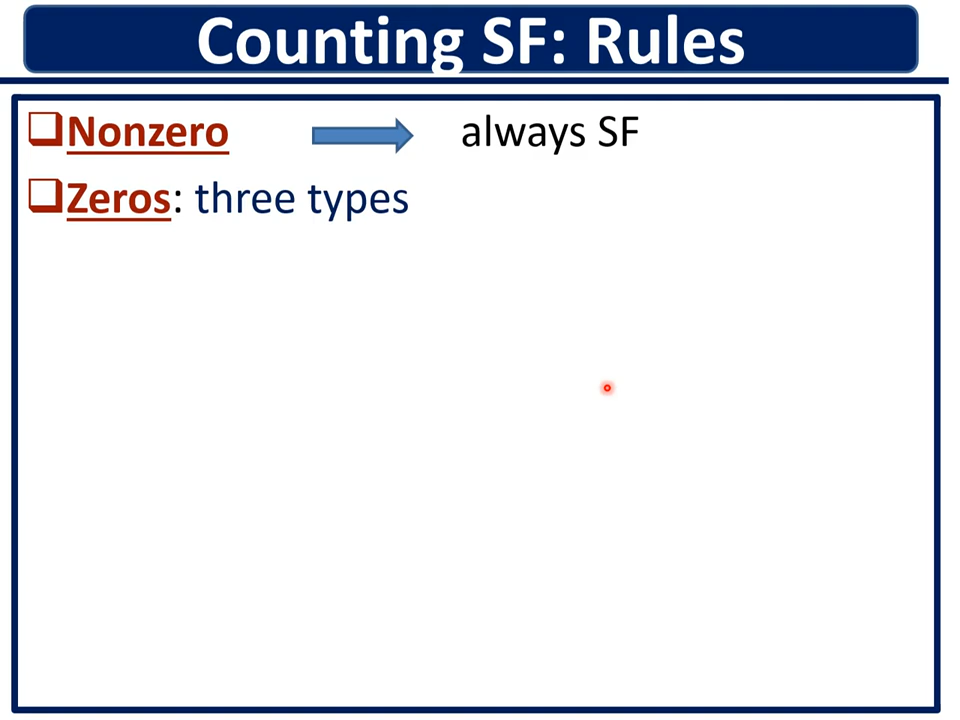 Counting SF: Rules
Nonzero always SF
Zeros: three types